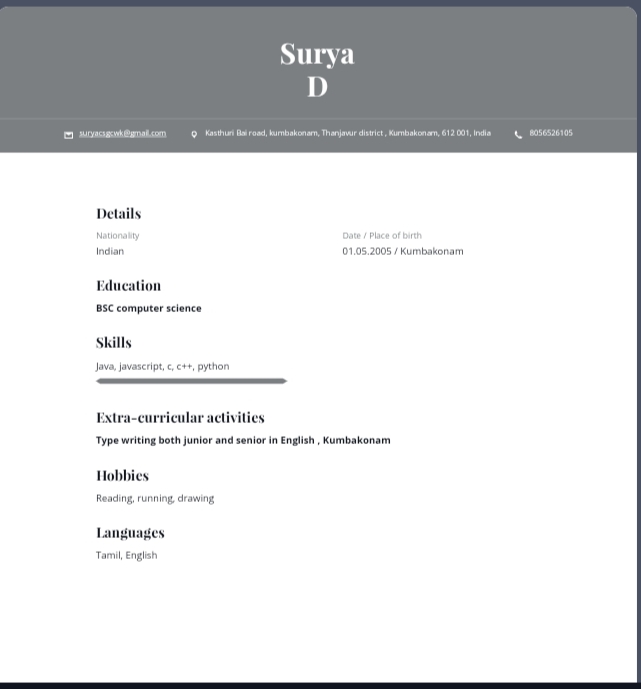 Surya
D
suryacsgcwk@gmail.com Kasthuri Bai road, kumbakonam, Thanjavur district , Kumbakonam, 612 001, India 8056526105
Details
Nationality Date / Place of birth
Indian 01.05.2005 / Kumbakonam
Education
BSC computer science
Skills
Java, javascript, c, c++, python
Extra-curricular activities
Type writing both junior and senior in English , Kumbakonam
Hobbies
Reading, running, drawing
Languages
Tamil, English